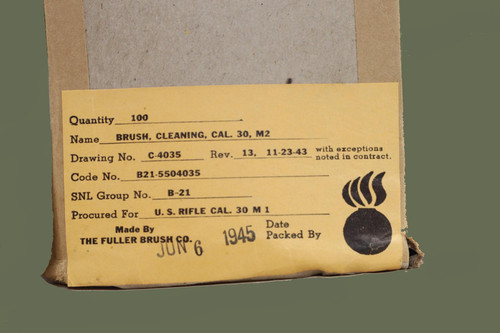 Quantity 100
Name BRUSH, CLEANING, CAL. 30, M2
Drawing No. C-4035 Rev. 13, 11-23-43 with exceptions noted in contract.
Code No. B21-5504035
SNL Group No. B-21
Procured For U. S. RIFLE CAL. 30 M 1
Made By
THE FULLER BRUSH CO.
JUN 6 1945
Date
Packed By